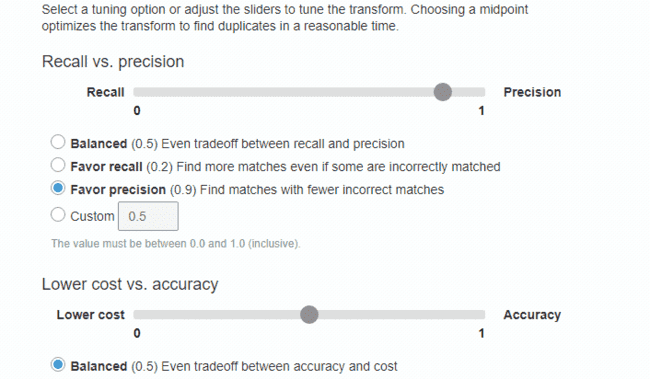 Select a tuning option or adjust the sliders to tune the transform. Choosing a midpoint
optimizes the transform to find duplicates in a reasonable time.
Recall vs. precision
Recall Precision
0 1
Balanced (0.5) Even tradeoff between recall and precision
Favor recall (0.2) Find more matches even if some are incorrectly matched
Favor precision (0.9) Find matches with fewer incorrect matches
Custom 0.5
The value must be between 0.0 and 1.0 (inclusive).
Lower cost vs. accuracy
Lower cost Accuracy
0 1
Balanced (0.5) Even tradeoff between accuracy and cost